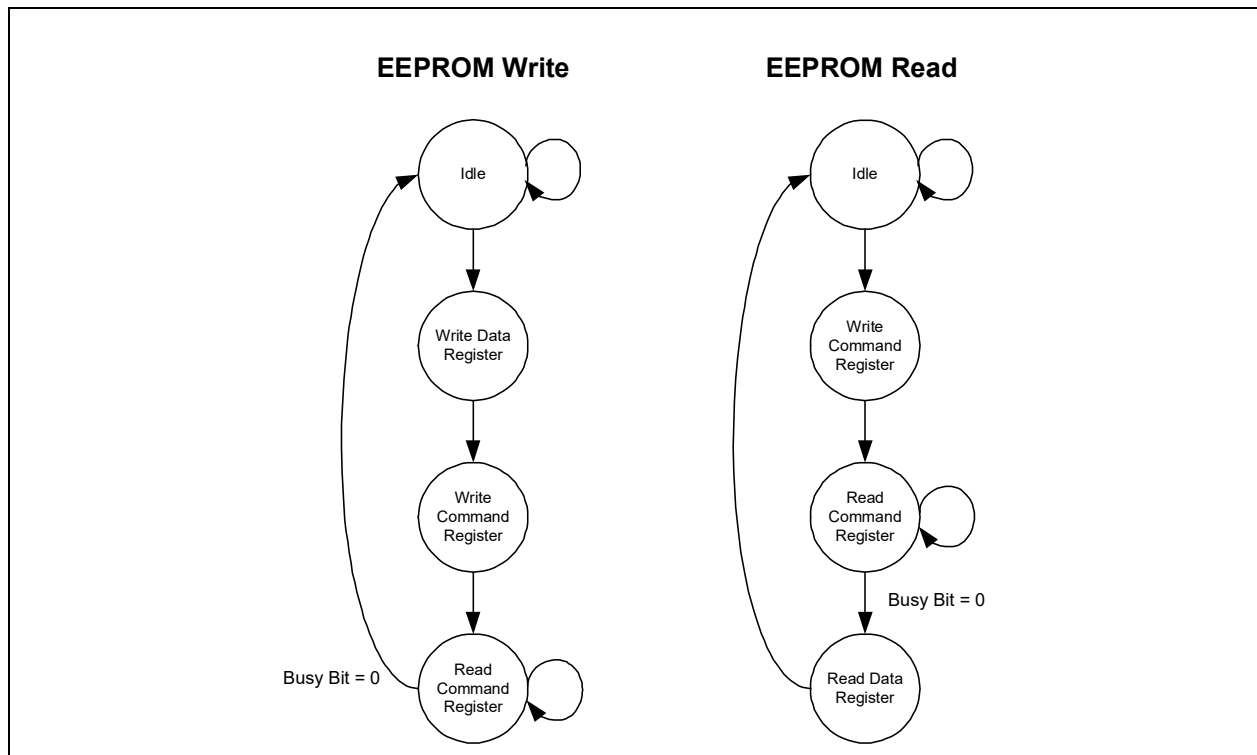 EEPROM Write
Idle
Write Data
Register
Write
Command
Register
Read
Command
Register
Busy Bit = 0
EEPROM Read
Idle
Write
Command
Register
Read
Command
Register
Busy Bit = 0
Read Data
Register